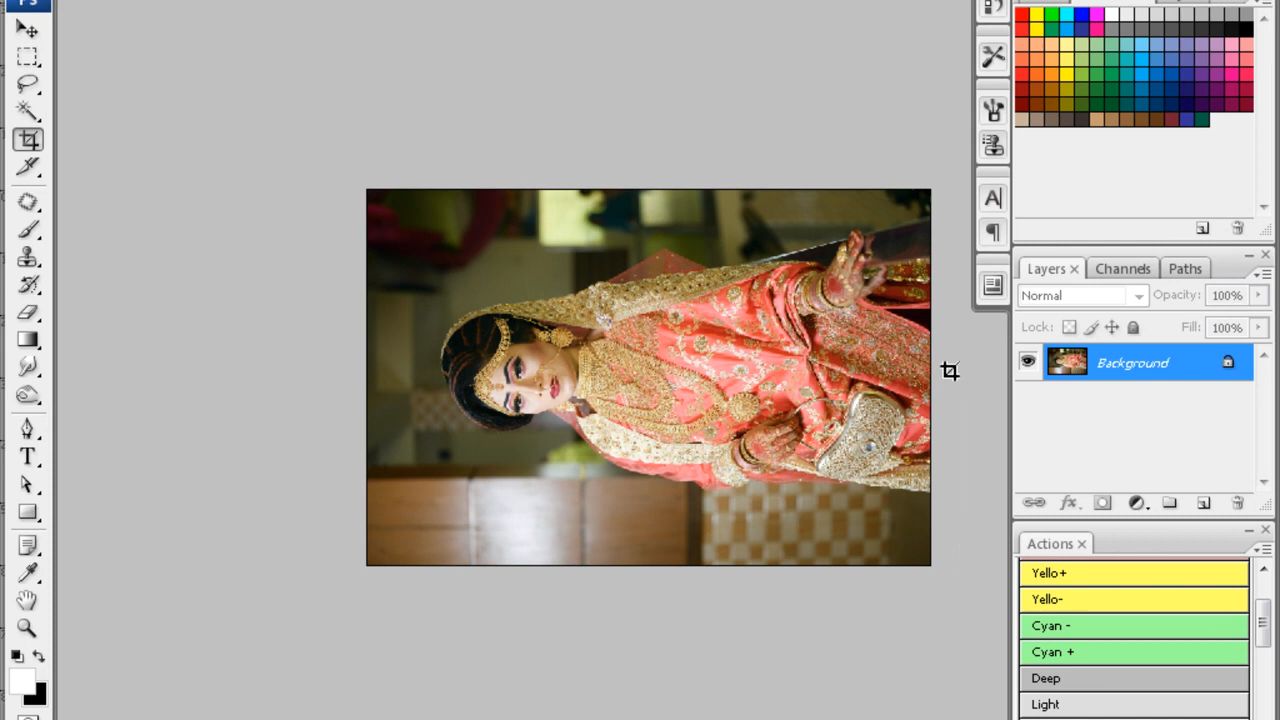 Ps
Layers
Channels
Paths
Normal
Opacity: 100%
Lock:
Fill: 100%
Background
Actions
Yello+
Yello-
Cyan -
Cyan +
Deep
Light